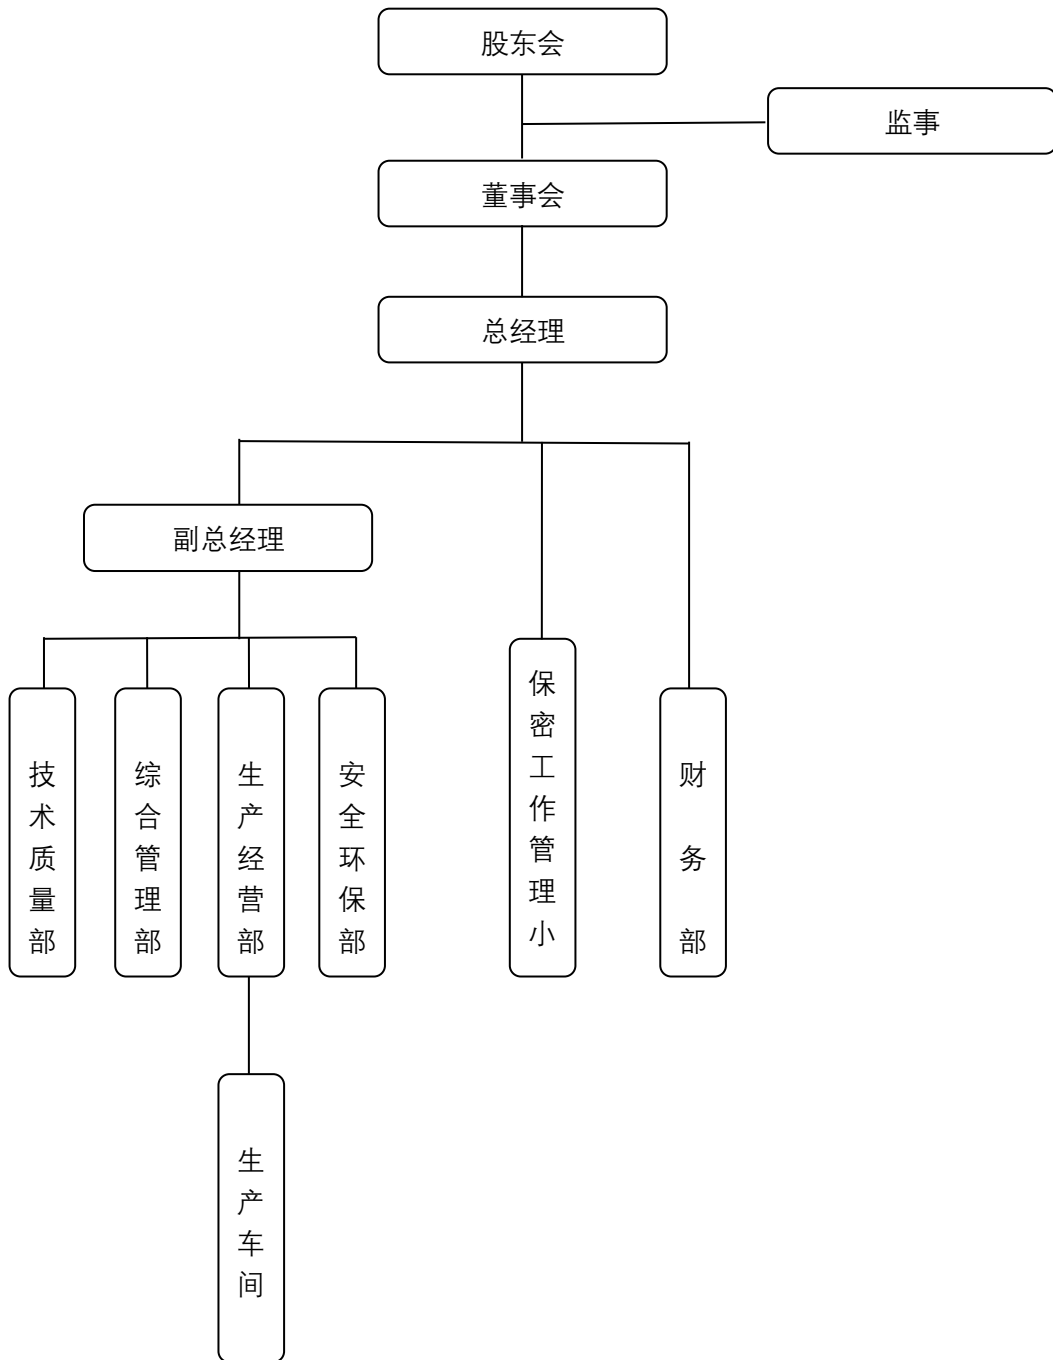 股东会
监事
董事会
总经理
副总经理
技术质量部
综合管理部
生产经营部
安全环保部
保密工作管理小
财务部
生产车间